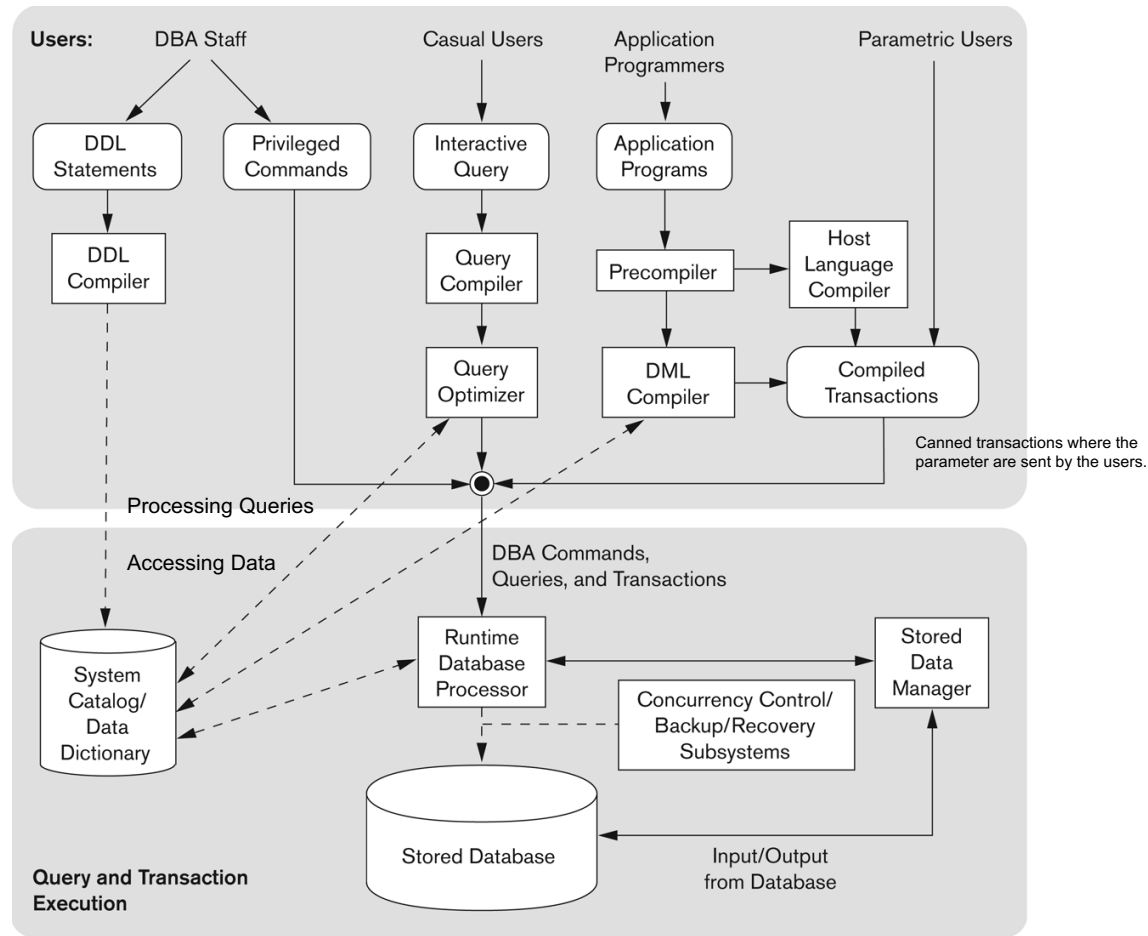 Users:
DBA Staff
Casual Users
Application
Programmers
Parametric Users
DDL
Statements
Privileged
Commands
Interactive
Query
Application
Programs
DDL
Compiler
Query
Compiler
Precompiler
Host
Language
Compiler
Query
Optimizer
DML
Compiler
Compiled
Transactions
Canned transactions where the
parameter are sent by the users.
Processing Queries
Accessing Data
DBA Commands,
Queries, and Transactions
System
Catalog/
Data
Dictionary
Runtime
Database
Processor
Stored
Data
Manager
Concurrency Control/
Backup/Recovery
Subsystems
Stored Database
Input/Output
from Database
Query and Transaction
Execution